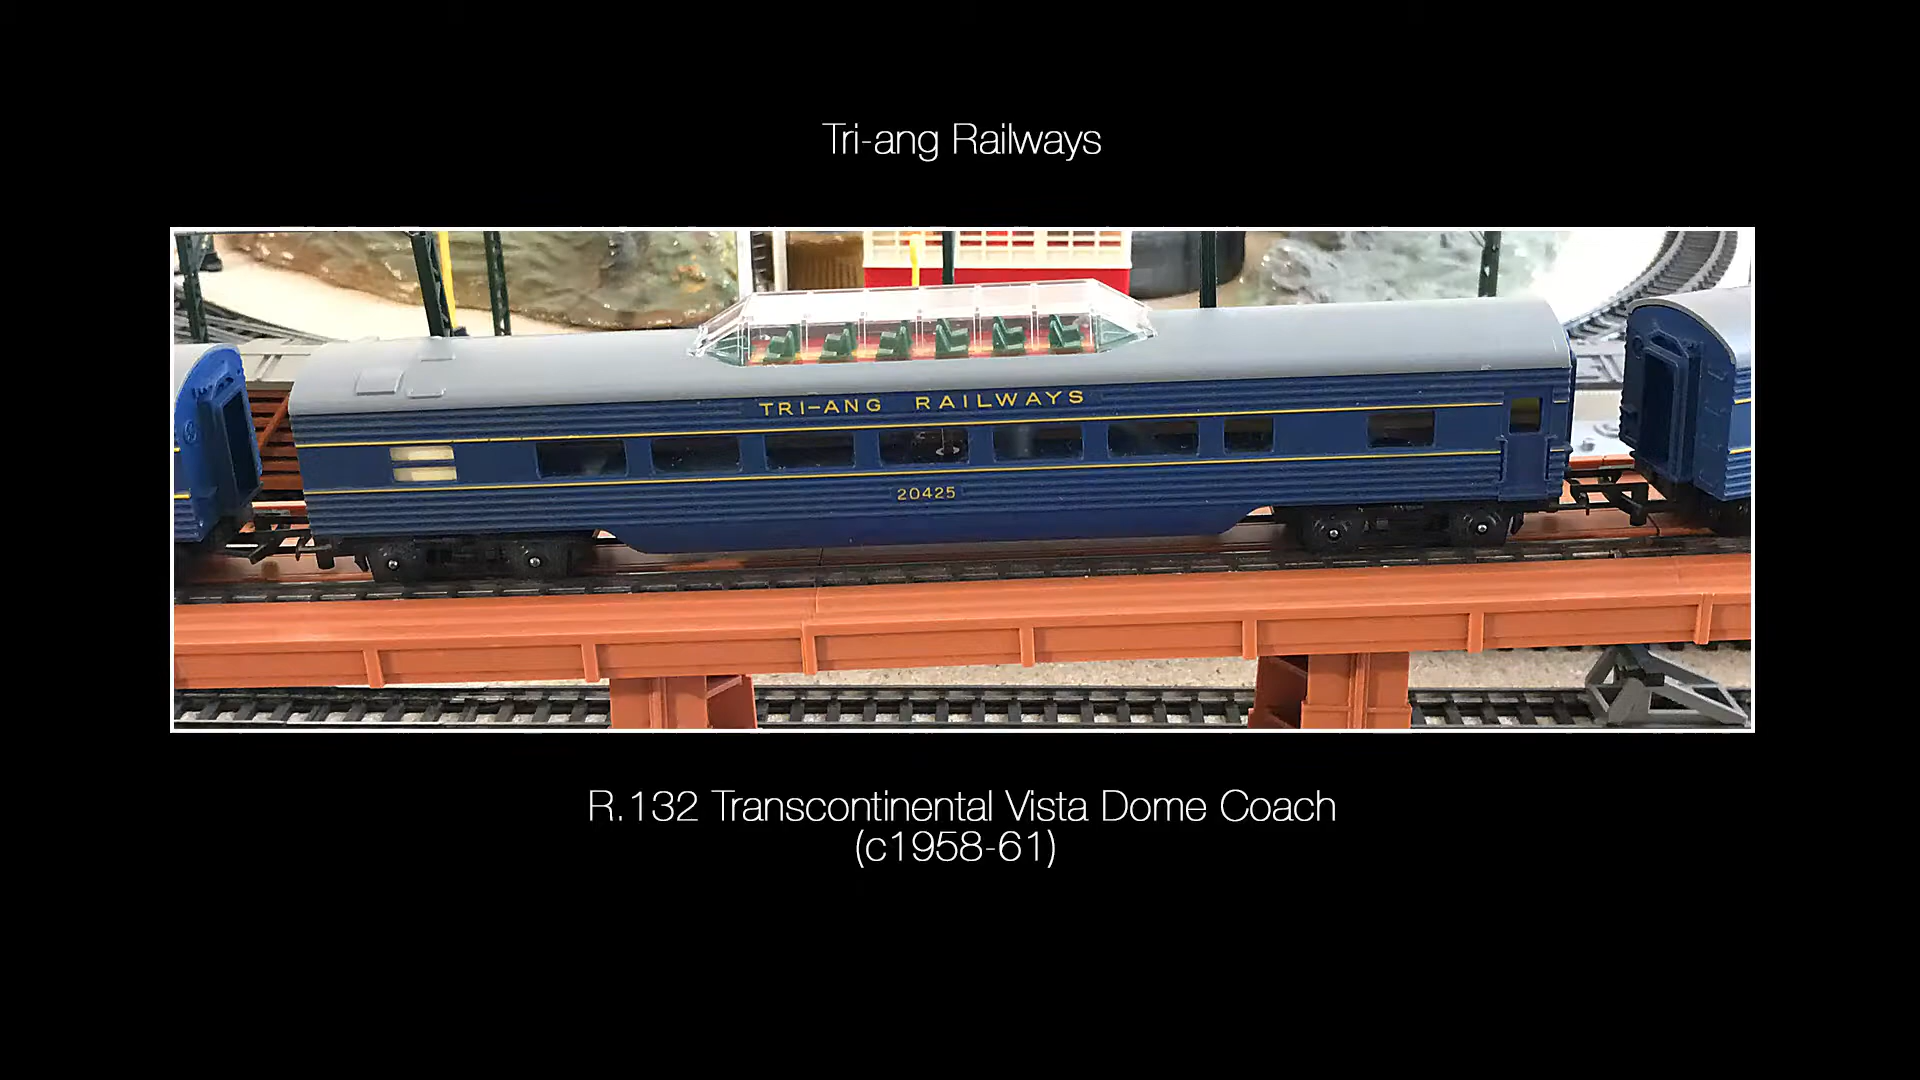 Tri-ang Railways
TRI-ANG RAILWAYS
20425
R.132 Transcontinental Vista Dome Coach
(c1958-61)